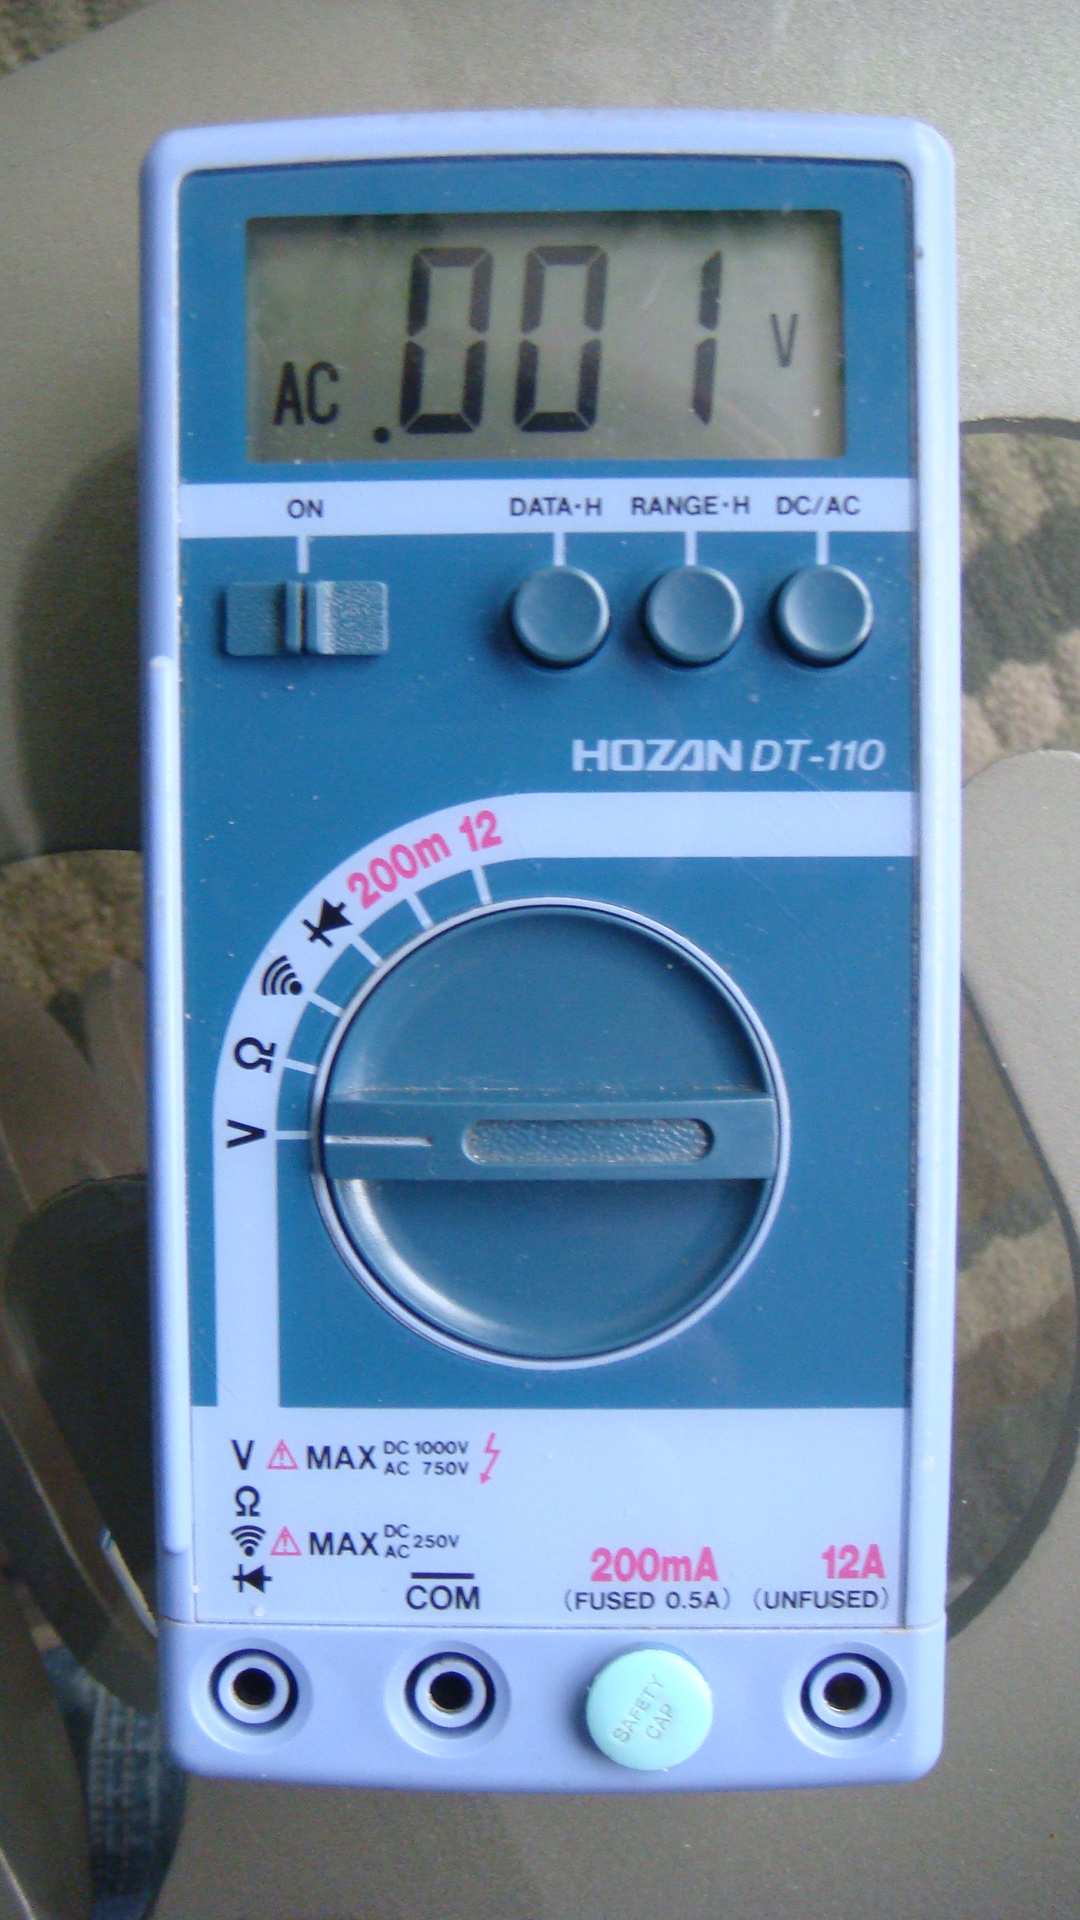 AC .001 V
ON DATA·H RANGE·H DC/AC
HOZAN DT-110
200m 12
Ω
V
V ⚠ MAX DC 1000V
AC 750V
Ω
⚠ MAX DC
AC 250V
COM
200mA 12A
(FUSED 0.5A) (UNFUSED)
SAFETY
CAP